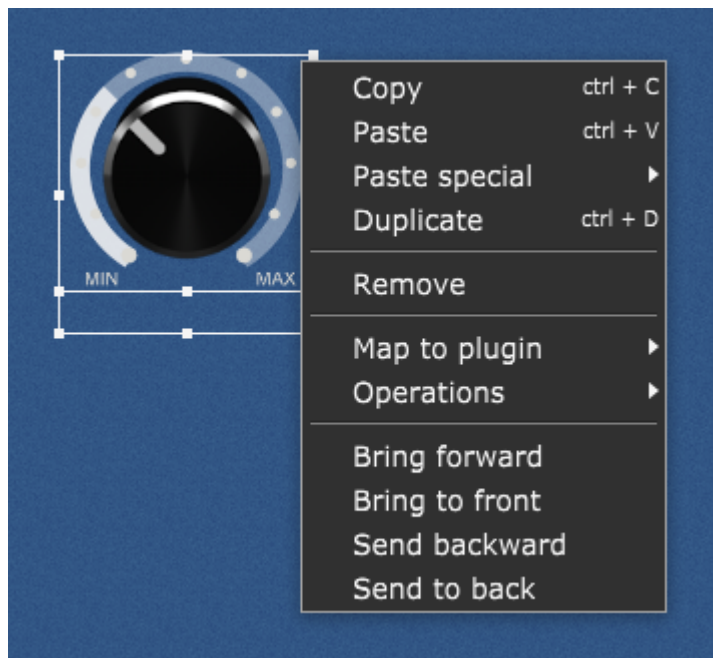 MIN MAX
Copy ctrl + C
Paste ctrl + V
Paste special
Duplicate ctrl + D
Remove
Map to plugin
Operations
Bring forward
Bring to front
Send backward
Send to back